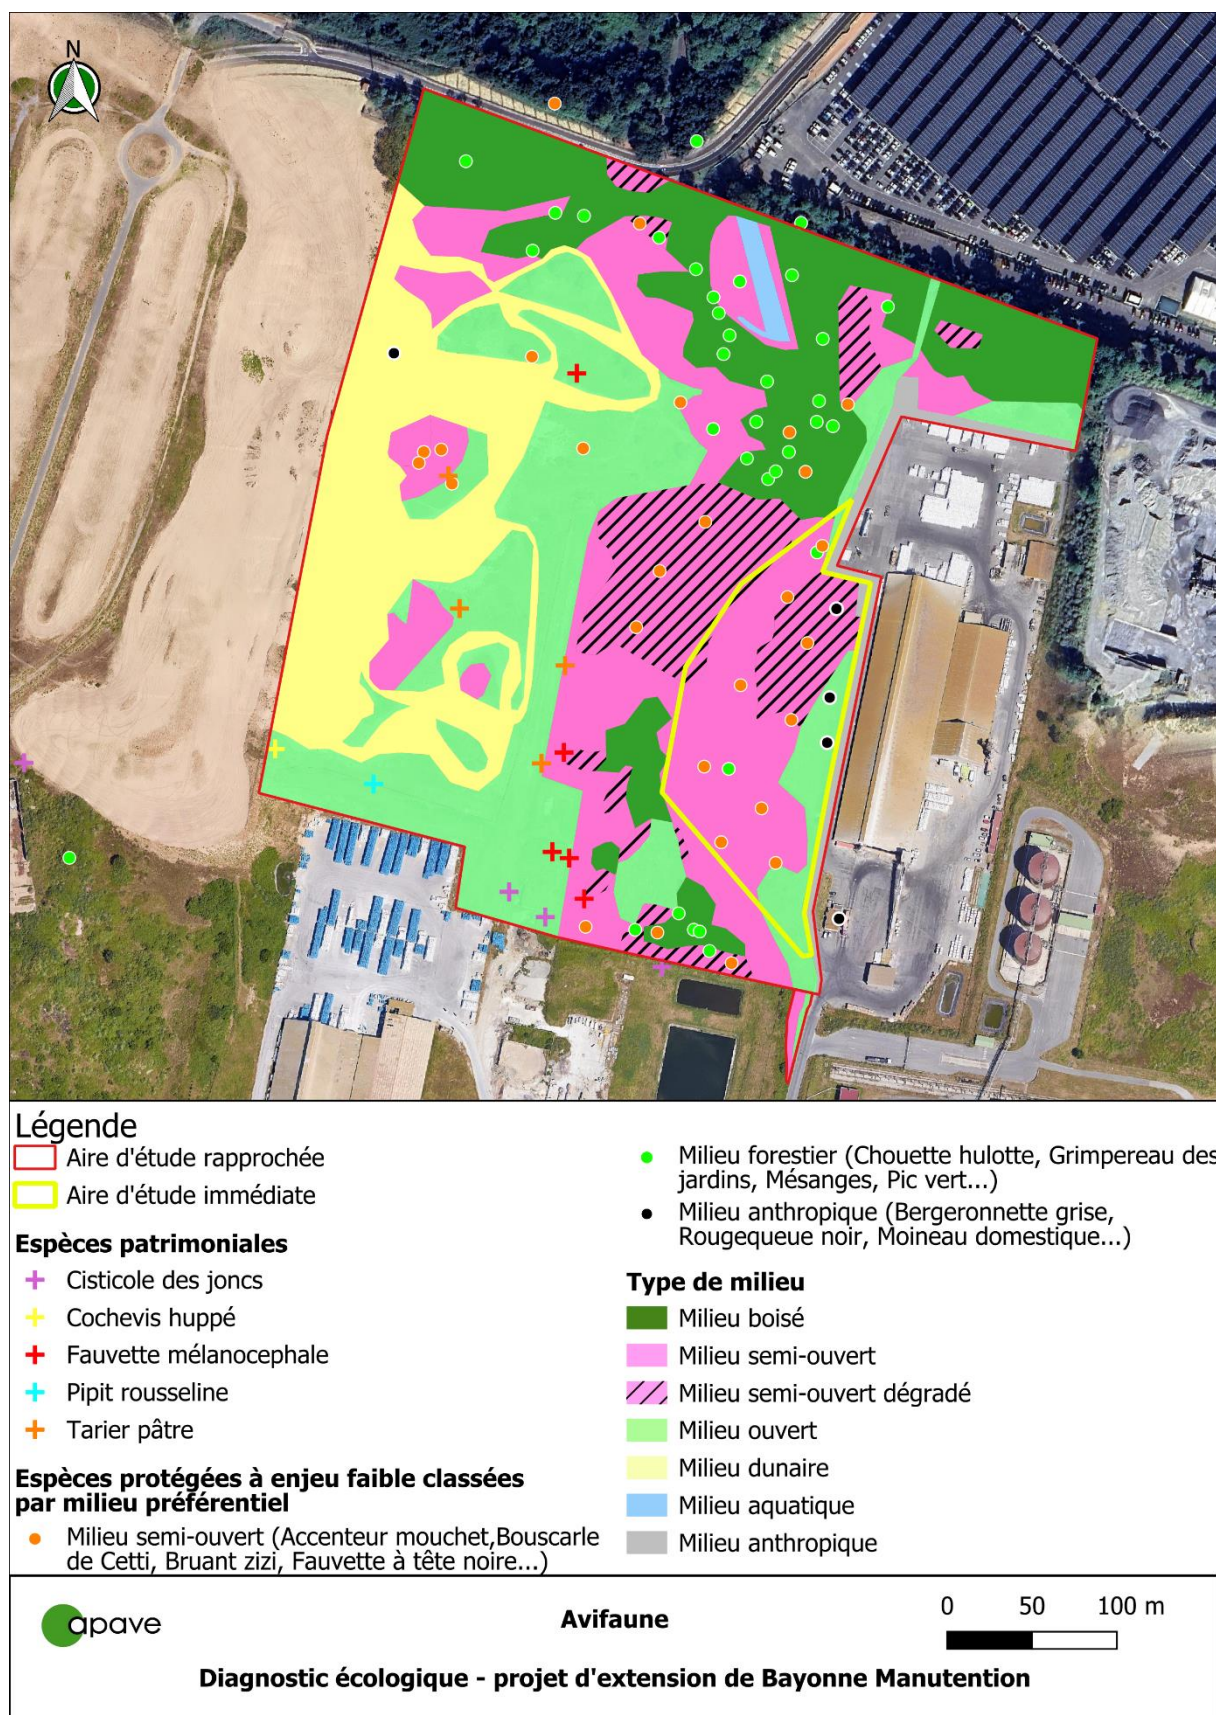 N
Légende
Aire d'étude rapprochée
Aire d'étude immédiate
Espèces patrimoniales
Cisticole des joncs
Cochevis huppé
Fauvette mélanocephale
Pipit rousseline
Tarier pâtre
Espèces protégées à enjeu faible classées
par milieu préférentiel
Milieu semi-ouvert (Accenteur mouchet,Bouscarle
de Cetti, Bruant zizi, Fauvette à tête noire...)
Milieu forestier (Chouette hulotte, Grimpereau des
jardins, Mésanges, Pic vert...)
Milieu anthropique (Bergeronnette grise,
Rougequeue noir, Moineau domestique...)
Type de milieu
Milieu boisé
Milieu semi-ouvert
Milieu semi-ouvert dégradé
Milieu ouvert
Milieu dunaire
Milieu aquatique
Milieu anthropique
apave
Avifaune
0 50 100 m
Diagnostic écologique - projet d'extension de Bayonne Manutention